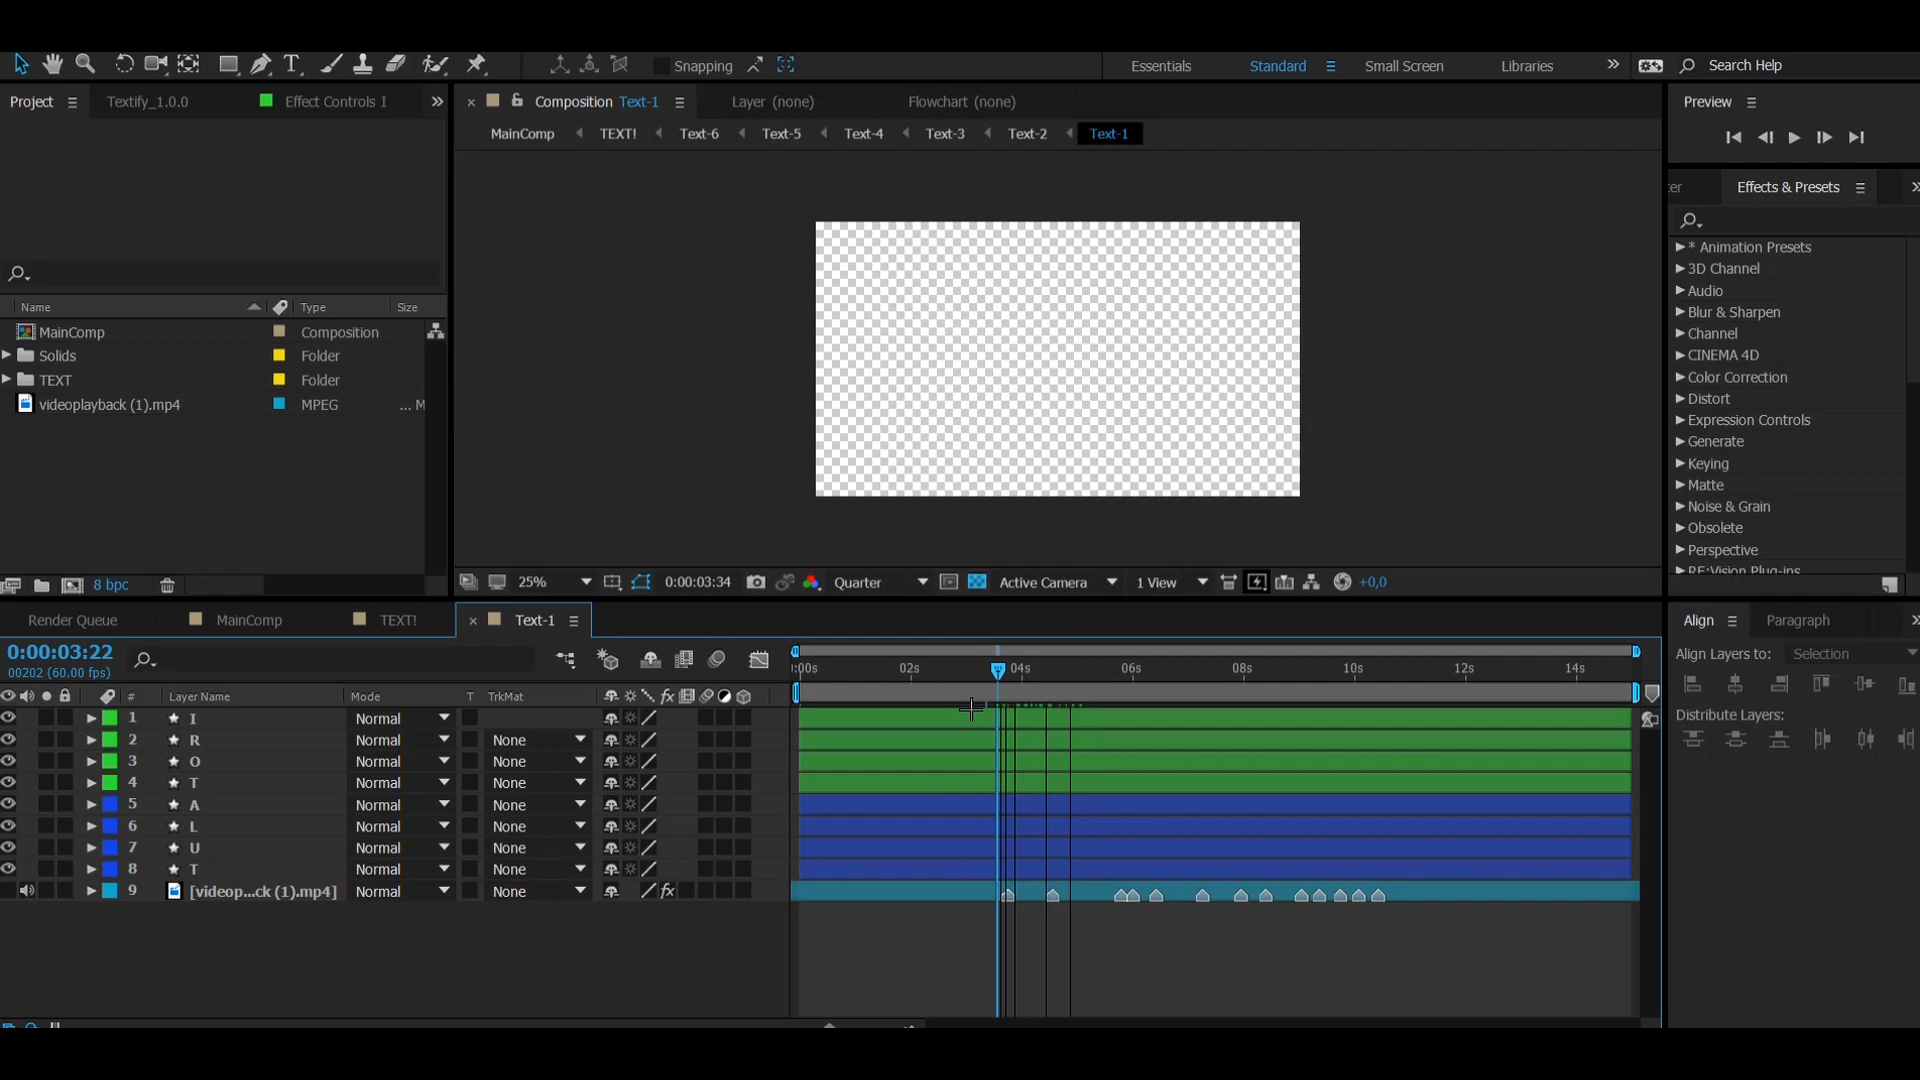 Snapping
Essentials Standard Small Screen Libraries Search Help
Project Textify_1.0.0 Effect Controls I
Composition Text-1 Layer (none) Flowchart (none)
Preview
MainComp TEXT! Text-6 Text-5 Text-4 Text-3 Text-2 Text-1
Effects & Presets
* Animation Presets
3D Channel
Audio
Blur & Sharpen
Channel
CINEMA 4D
Color Correction
Distort
Expression Controls
Generate
Keying
Matte
Noise & Grain
Obsolete
Perspective
RE:Vision Plug-ins
Name Type Size
MainComp Composition
Solids Folder
TEXT Folder
videoplayback (1).mp4 MPEG ... M
8 bpc
25% 0:00:03:34 Quarter Active Camera 1 View +0,0
Render Queue MainComp TEXT! Text-1
Align Paragraph
Align Layers to: Selection
Distribute Layers:
0:00:03:22
00202 (60.00 fps)
:00s 02s 04s 06s 08s 10s 12s 14s
# Layer Name Mode T TrkMat
1 I Normal
2 R Normal None
3 O Normal None
4 T Normal None
5 A Normal None
6 L Normal None
7 U Normal None
8 T Normal None
9 [videop...ck (1).mp4] Normal None fx